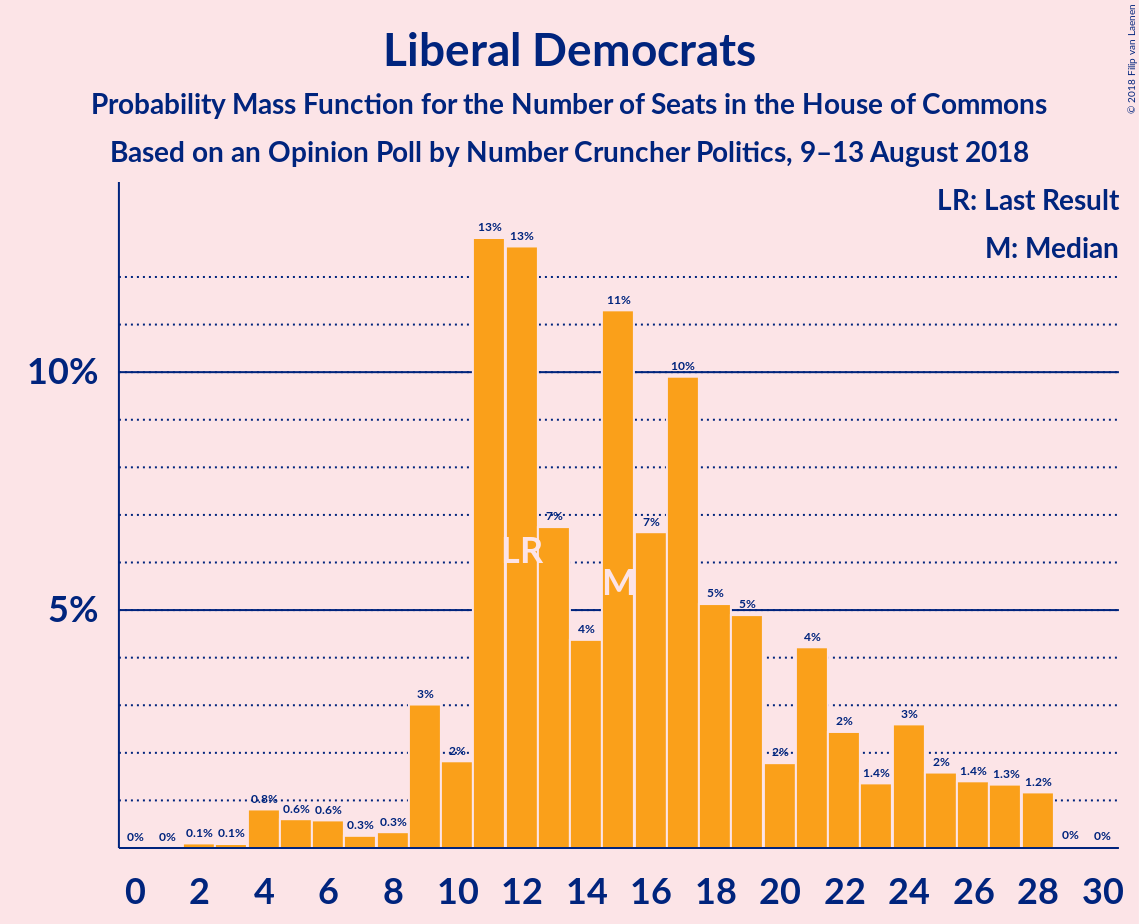 © 2018 Filip van Laenen
Liberal Democrats
Probability Mass Function for the Number of Seats in the House of Commons
Based on an Opinion Poll by Number Cruncher Politics, 9–13 August 2018
LR: Last Result
M: Median
10%
5%
0% 0% 0.1% 0.1% 0.8% 0.6% 0.6% 0.3% 0.3% 3% 2% 13% 13% 7% 4% 11% 7% 10% 5% 5% 2% 4% 2% 1.4% 3% 2% 1.4% 1.3% 1.2% 0% 0%
LR
M
0 2 4 6 8 10 12 14 16 18 20 22 24 26 28 30